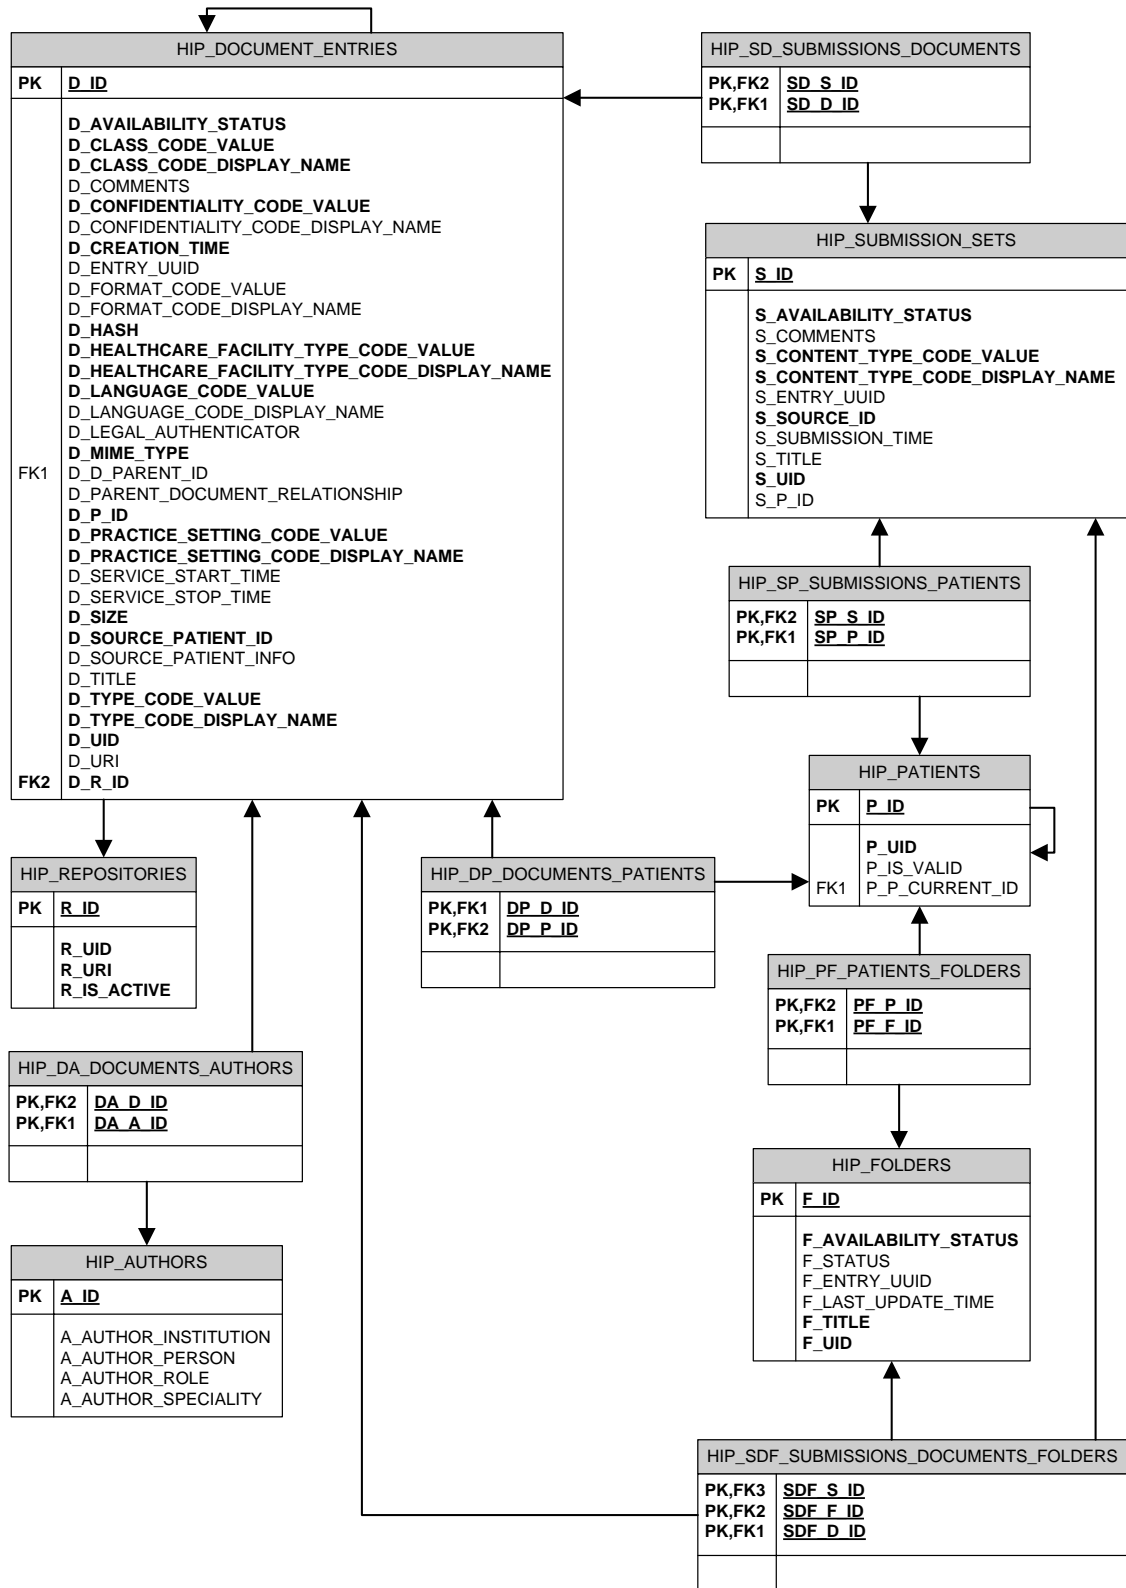 HIP_DOCUMENT_ENTRIES
PK D_ID
D_AVAILABILITY_STATUS
D_CLASS_CODE_VALUE
D_CLASS_CODE_DISPLAY_NAME
D_COMMENTS
D_CONFIDENTIALITY_CODE_VALUE
D_CONFIDENTIALITY_CODE_DISPLAY_NAME
D_CREATION_TIME
D_ENTRY_UUID
D_FORMAT_CODE_VALUE
D_FORMAT_CODE_DISPLAY_NAME
D_HASH
D_HEALTHCARE_FACILITY_TYPE_CODE_VALUE
D_HEALTHCARE_FACILITY_TYPE_CODE_DISPLAY_NAME
D_LANGUAGE_CODE_VALUE
D_LANGUAGE_CODE_DISPLAY_NAME
D_LEGAL_AUTHENTICATOR
D_MIME_TYPE
FK1 D_D_PARENT_ID
D_PARENT_DOCUMENT_RELATIONSHIP
D_P_ID
D_PRACTICE_SETTING_CODE_VALUE
D_PRACTICE_SETTING_CODE_DISPLAY_NAME
D_SERVICE_START_TIME
D_SERVICE_STOP_TIME
D_SIZE
D_SOURCE_PATIENT_ID
D_SOURCE_PATIENT_INFO
D_TITLE
D_TYPE_CODE_VALUE
D_TYPE_CODE_DISPLAY_NAME
D_UID
D_URI
FK2 D_R_ID
HIP_SD_SUBMISSIONS_DOCUMENTS
PK,FK2 SD_S_ID
PK,FK1 SD_D_ID
HIP_SUBMISSION_SETS
PK S_ID
S_AVAILABILITY_STATUS
S_COMMENTS
S_CONTENT_TYPE_CODE_VALUE
S_CONTENT_TYPE_CODE_DISPLAY_NAME
S_ENTRY_UUID
S_SOURCE_ID
S_SUBMISSION_TIME
S_TITLE
S_UID
S_P_ID
HIP_SP_SUBMISSIONS_PATIENTS
PK,FK2 SP_S_ID
PK,FK1 SP_P_ID
HIP_PATIENTS
PK P_ID
P_UID
P_IS_VALID
FK1 P_P_CURRENT_ID
HIP_REPOSITORIES
PK R_ID
R_UID
R_URI
R_IS_ACTIVE
HIP_DP_DOCUMENTS_PATIENTS
PK,FK1 DP_D_ID
PK,FK2 DP_P_ID
HIP_PF_PATIENTS_FOLDERS
PK,FK2 PF_P_ID
PK,FK1 PF_F_ID
HIP_DA_DOCUMENTS_AUTHORS
PK,FK2 DA_D_ID
PK,FK1 DA_A_ID
HIP_FOLDERS
PK F_ID
F_AVAILABILITY_STATUS
F_STATUS
F_ENTRY_UUID
F_LAST_UPDATE_TIME
F_TITLE
F_UID
HIP_AUTHORS
PK A_ID
A_AUTHOR_INSTITUTION
A_AUTHOR_PERSON
A_AUTHOR_ROLE
A_AUTHOR_SPECIALITY
HIP_SDF_SUBMISSIONS_DOCUMENTS_FOLDERS
PK,FK3 SDF_S_ID
PK,FK2 SDF_F_ID
PK,FK1 SDF_D_ID